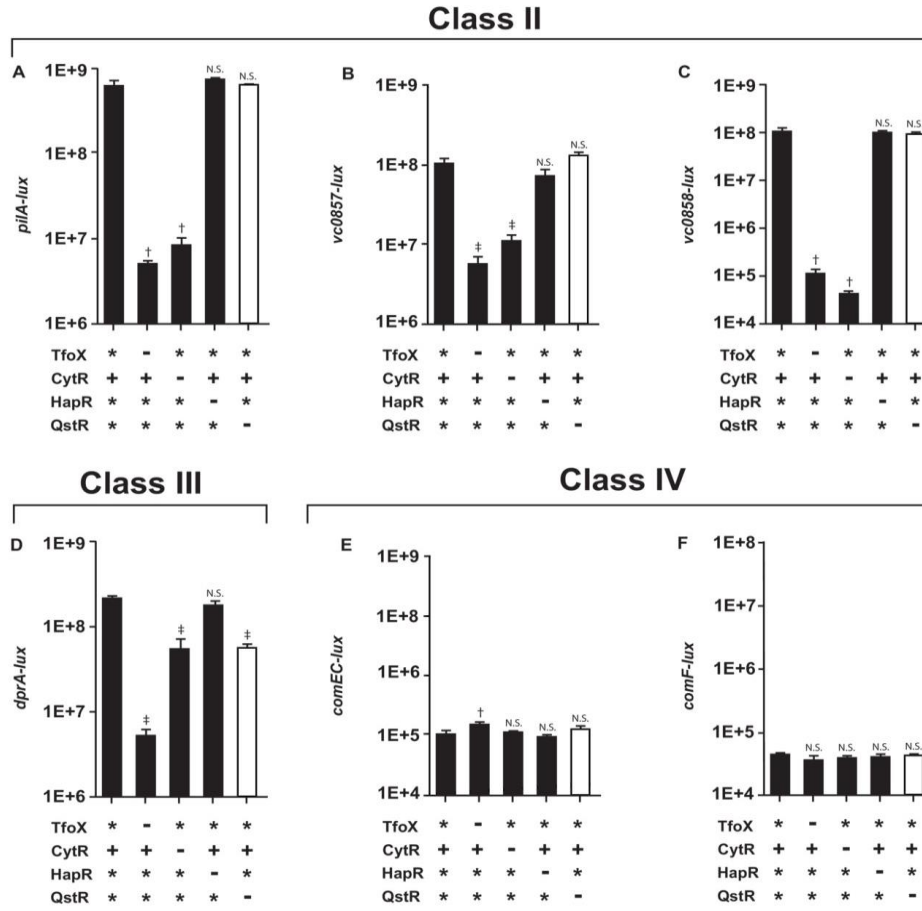 Class II
A
1E+9
1E+8
1E+7
1E+6
pilA-lux
† † N.S. N.S.
TfoX * - * * *
CytR + + - + +
HapR * * * - *
QstR * * * * -
B
1E+9
1E+8
1E+7
1E+6
vc0857-lux
‡ ‡ N.S. N.S.
TfoX * - * * *
CytR + + - + +
HapR * * * - *
QstR * * * * -
C
1E+9
1E+8
1E+7
1E+6
1E+5
1E+4
vc0858-lux
† † N.S. N.S.
TfoX * - * * *
CytR + + - + +
HapR * * * - *
QstR * * * * -
Class III
D
1E+9
1E+8
1E+7
1E+6
dprA-lux
‡ ‡ N.S. ‡
TfoX * - * * *
CytR + + - + +
HapR * * * - *
QstR * * * * -
Class IV
E
1E+9
1E+8
1E+6
1E+5
1E+4
comEC-lux
† N.S. N.S. N.S.
TfoX * - * * *
CytR + + - + +
HapR * * * - *
QstR * * * * -
F
1E+8
1E+7
1E+6
1E+5
1E+4
comF-lux
N.S. N.S. N.S. N.S.
TfoX * - * * *
CytR + + - + +
HapR * * * - *
QstR * * * * -